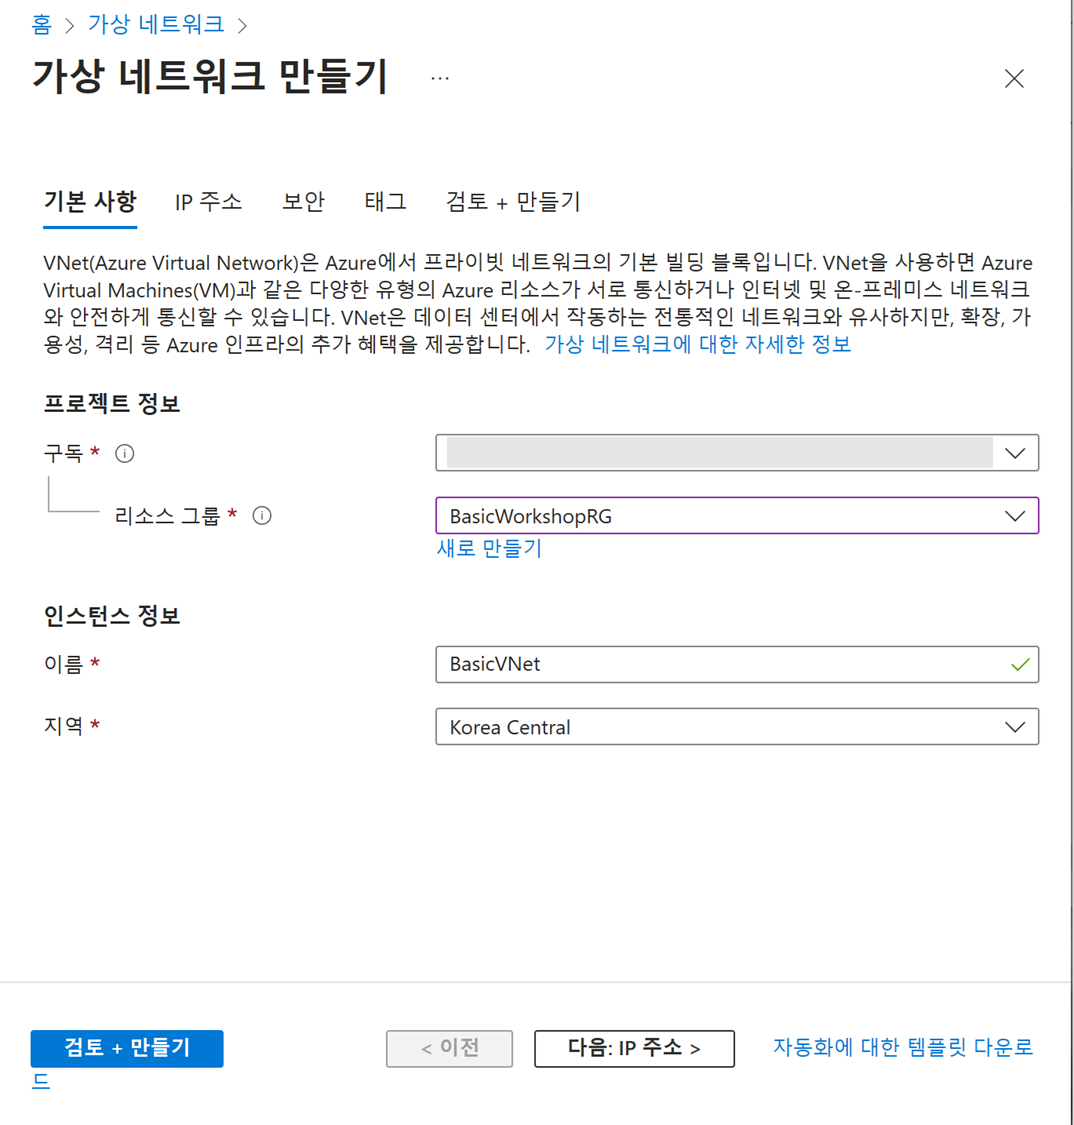 홈 > 가상 네트워크 >
가상 네트워크 만들기 ...
기본 사항 IP 주소 보안 태그 검토 + 만들기
VNet(Azure Virtual Network)은 Azure에서 프라이빗 네트워크의 기본 빌딩 블록입니다. VNet을 사용하면 Azure
Virtual Machines(VM)과 같은 다양한 유형의 Azure 리소스가 서로 통신하거나 인터넷 및 온-프레미스 네트워크
와 안전하게 통신할 수 있습니다. VNet은 데이터 센터에서 작동하는 전통적인 네트워크와 유사하지만, 확장, 가
용성, 격리 등 Azure 인프라의 추가 혜택을 제공합니다. 가상 네트워크에 대한 자세한 정보
프로젝트 정보
구독 *
리소스 그룹 * BasicWorkshopRG
새로 만들기
인스턴스 정보
이름 * BasicVNet
지역 * Korea Central
검토 + 만들기 < 이전 다음: IP 주소 > 자동화에 대한 템플릿 다운로
드